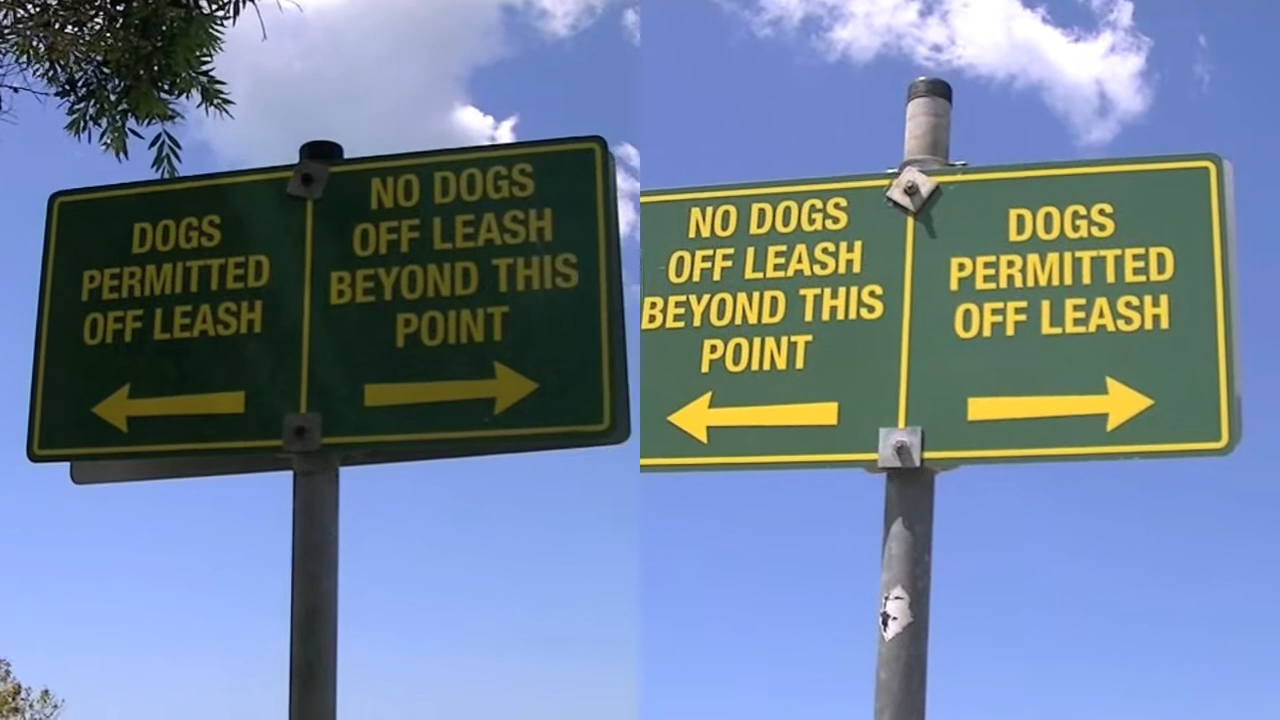 DOGS
PERMITTED
OFF LEASH
NO DOGS
OFF LEASH
BEYOND THIS
POINT
NO DOGS
OFF LEASH
BEYOND THIS
POINT
DOGS
PERMITTED
OFF LEASH